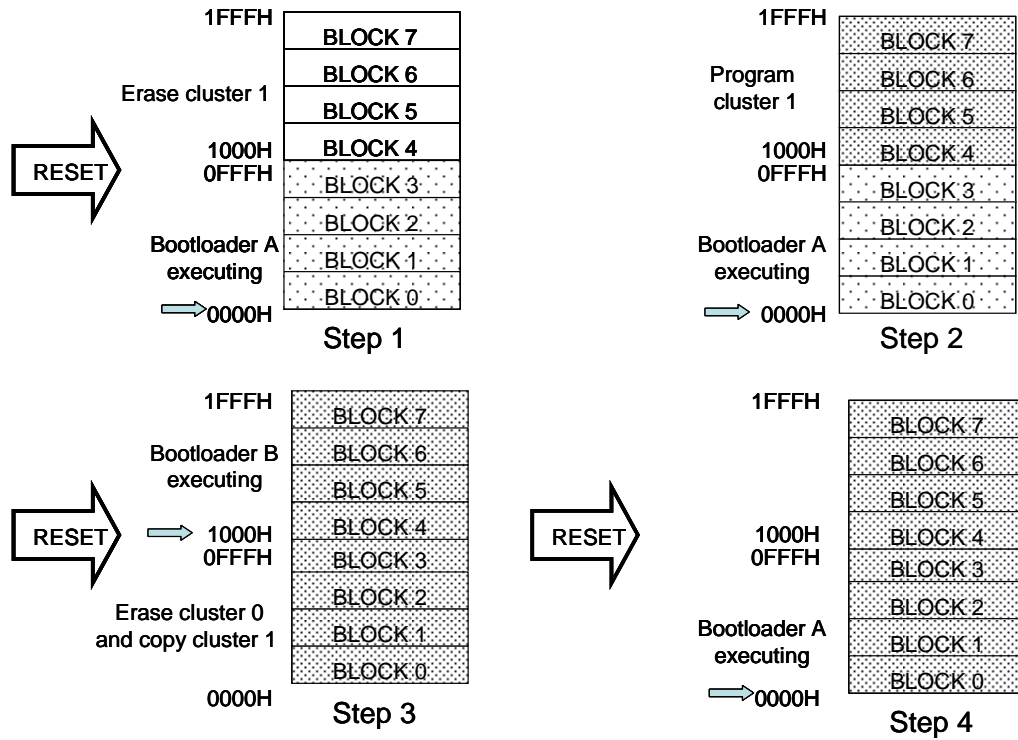 1FFFH
BLOCK 7
BLOCK 6
Erase cluster 1
BLOCK 5
1000H
BLOCK 4
RESET
0FFFH
BLOCK 3
BLOCK 2
Bootloader A
executing
BLOCK 1
BLOCK 0
0000H
Step 1
1FFFH
BLOCK 7
Program
cluster 1
BLOCK 6
BLOCK 5
1000H
BLOCK 4
0FFFH
BLOCK 3
BLOCK 2
Bootloader A
executing
BLOCK 1
BLOCK 0
0000H
Step 2
1FFFH
BLOCK 7
Bootloader B
executing
BLOCK 6
BLOCK 5
RESET
1000H
BLOCK 4
0FFFH
BLOCK 3
BLOCK 2
Erase cluster 0
and copy cluster 1
BLOCK 1
BLOCK 0
0000H
Step 3
1FFFH
BLOCK 7
BLOCK 6
BLOCK 5
RESET
1000H
BLOCK 4
0FFFH
BLOCK 3
BLOCK 2
Bootloader A
executing
BLOCK 1
BLOCK 0
0000H
Step 4